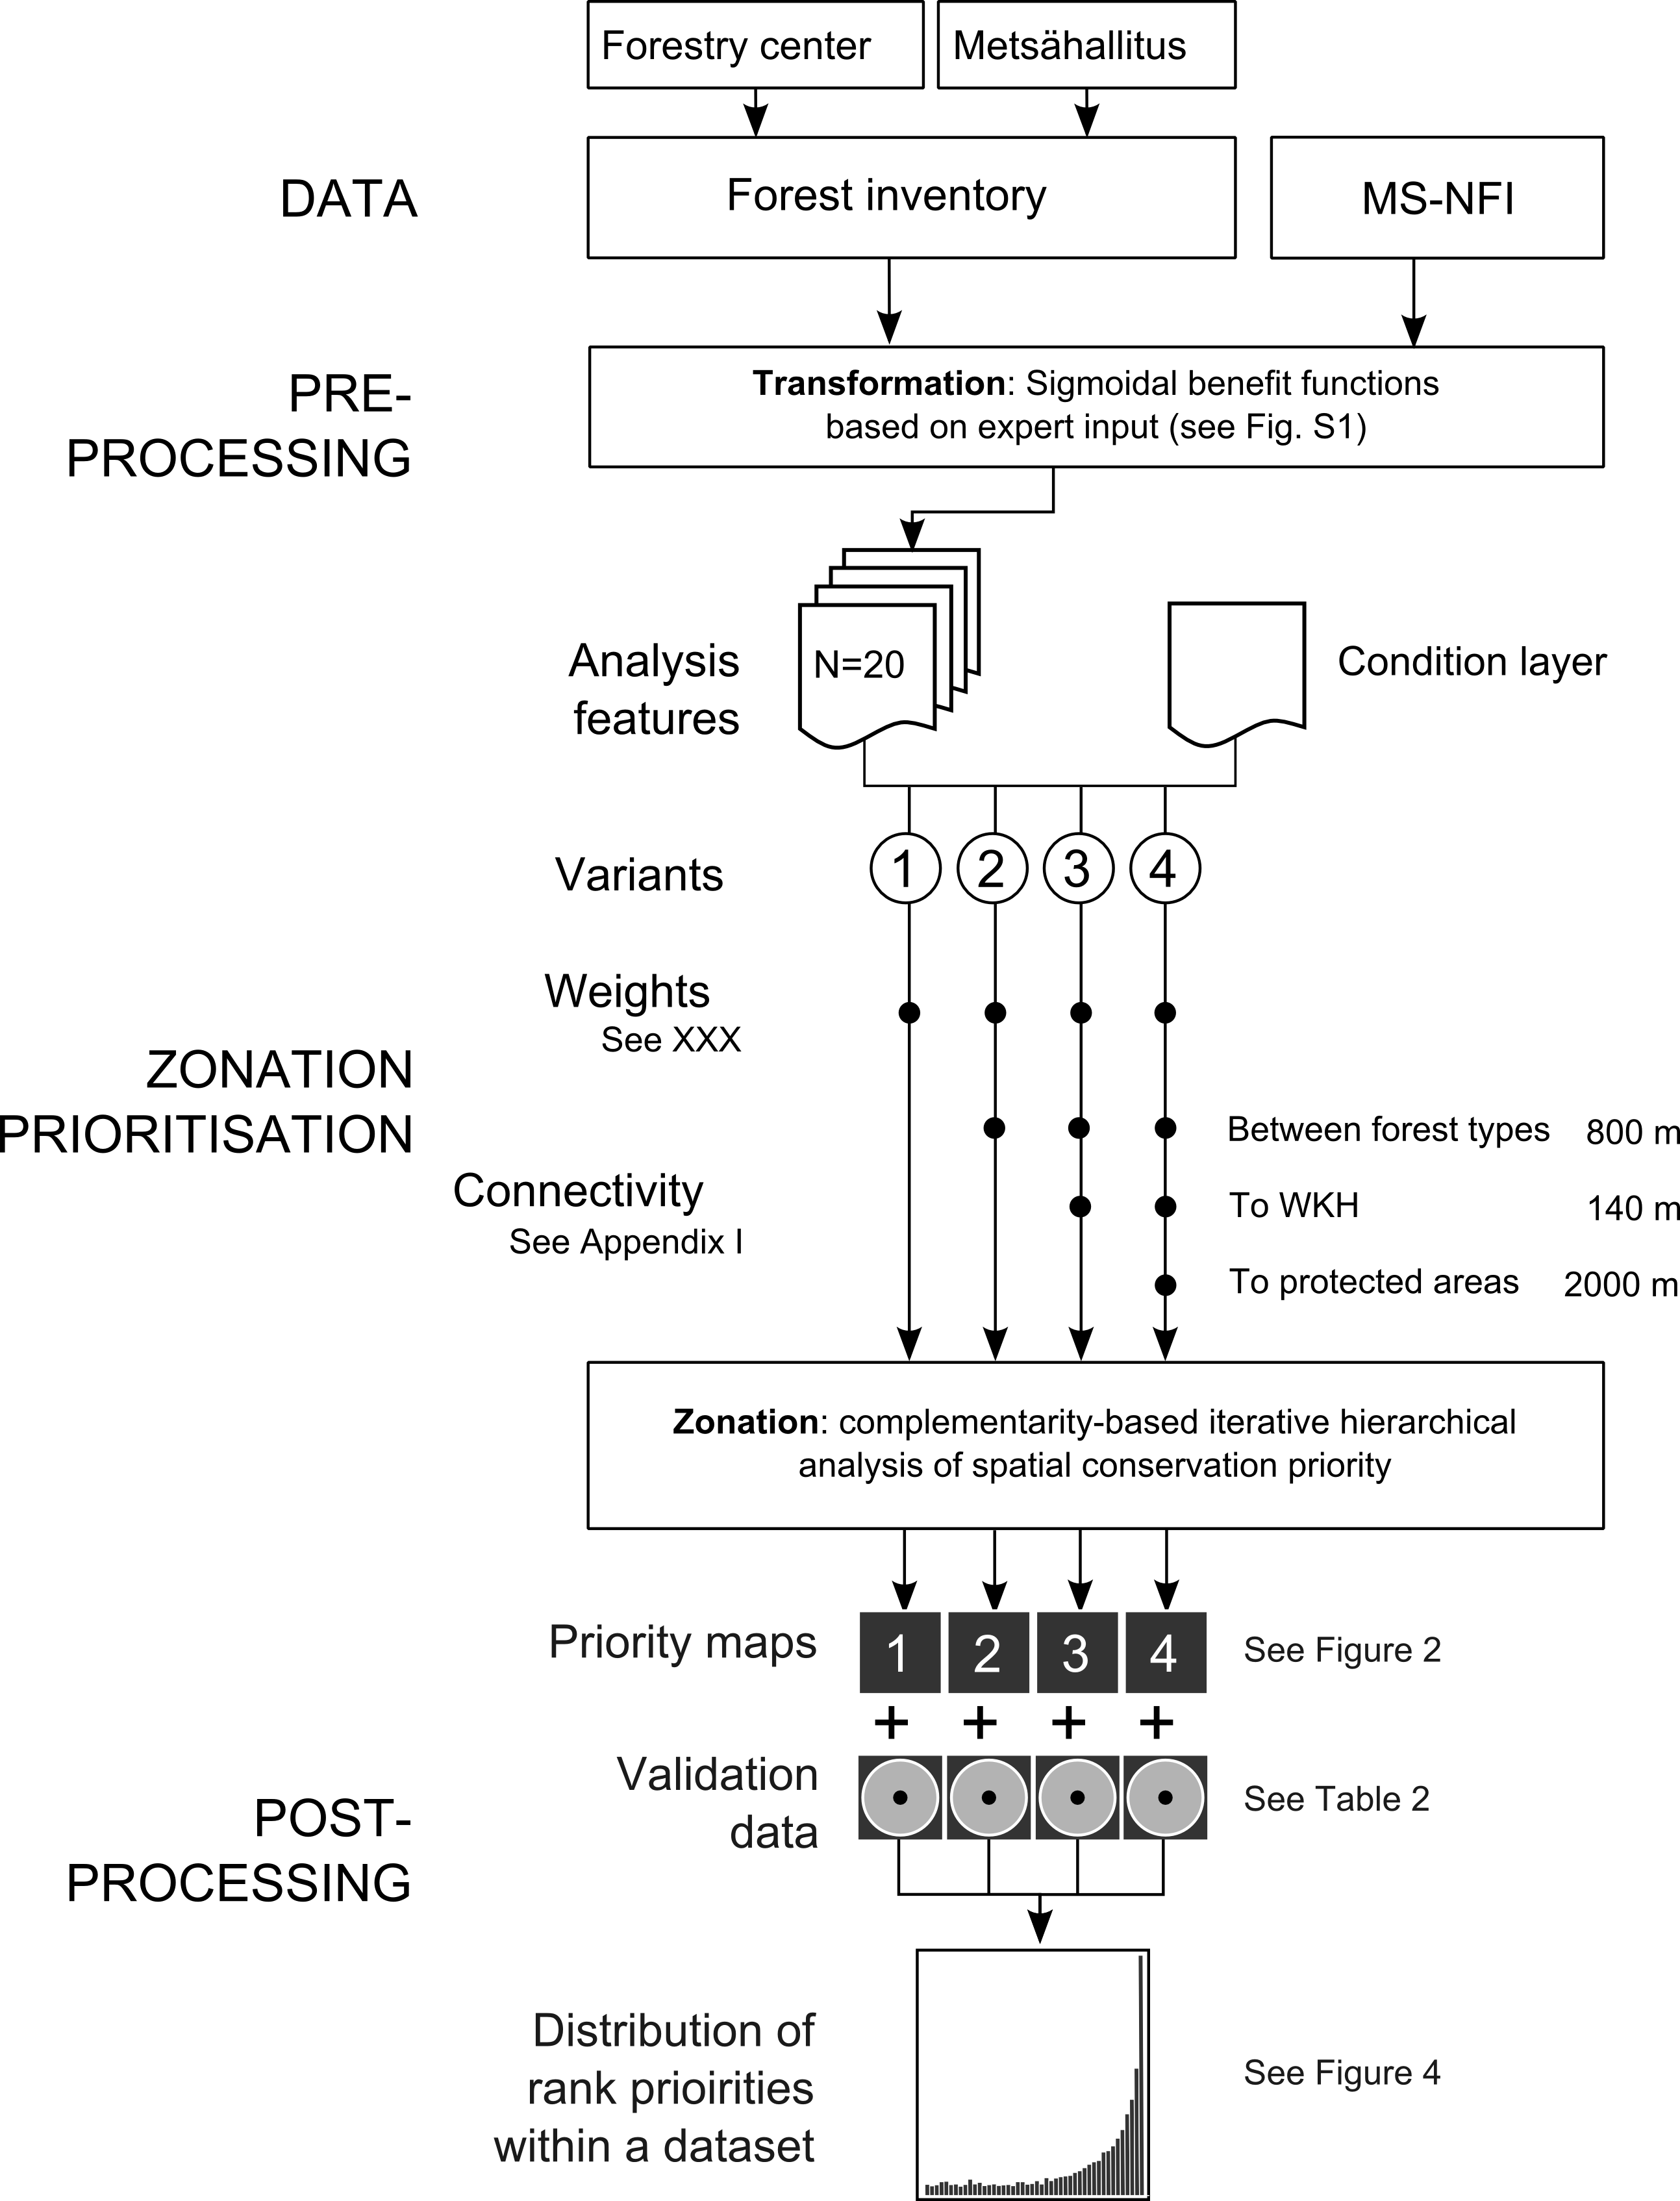 Forestry center
Metsähallitus
DATA
Forest inventory
MS-NFI
PRE-
PROCESSING
Transformation: Sigmoidal benefit functions
based on expert input (see Fig. S1)
Analysis
features
N=20
Condition layer
Variants
1 2 3 4
Weights
See XXX
ZONATION
PRIORITISATION
Between forest types 800 m
Connectivity
See Appendix I
To WKH 140 m
To protected areas 2000 m
Zonation: complementarity-based iterative hierarchical
analysis of spatial conservation priority
Priority maps
1 2 3 4
See Figure 2
+ + + +
Validation
data
See Table 2
POST-
PROCESSING
Distribution of
rank prioirities
within a dataset
See Figure 4